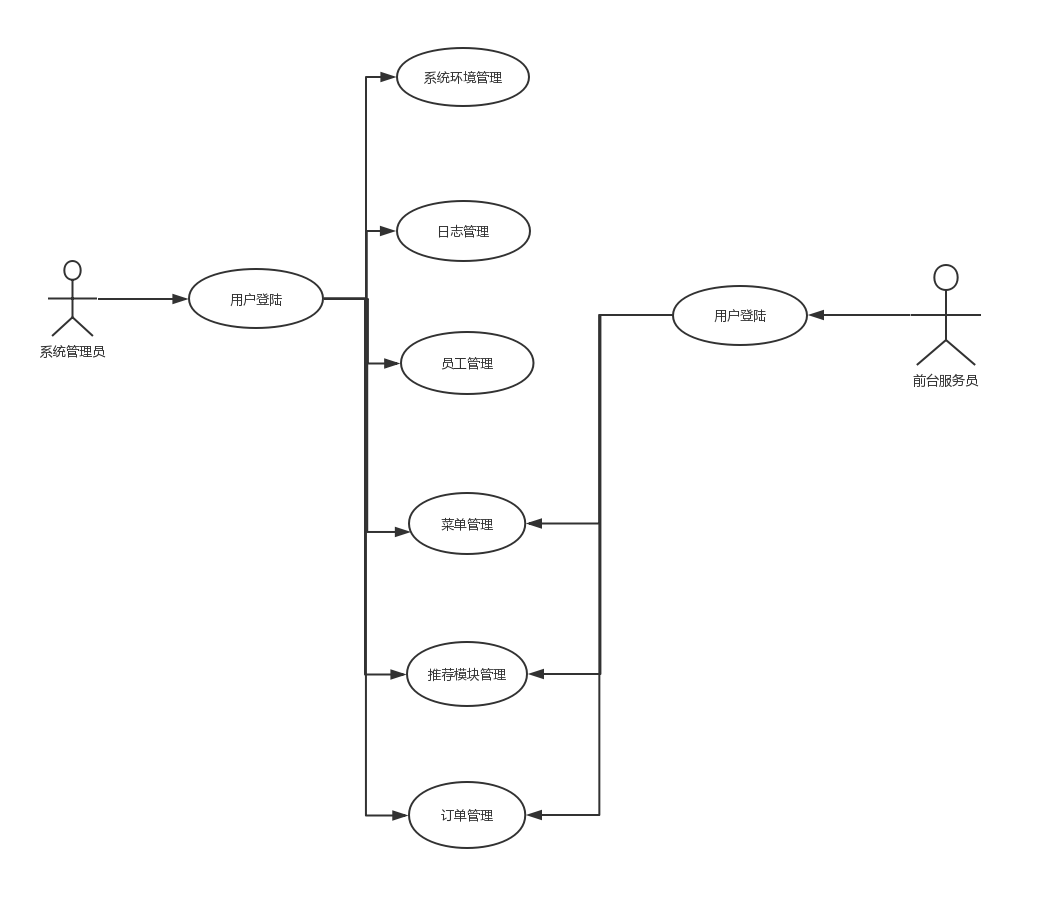 系统环境管理
日志管理
系统管理员
用户登陆
员工管理
用户登陆
前台服务员
菜单管理
推荐模块管理
订单管理